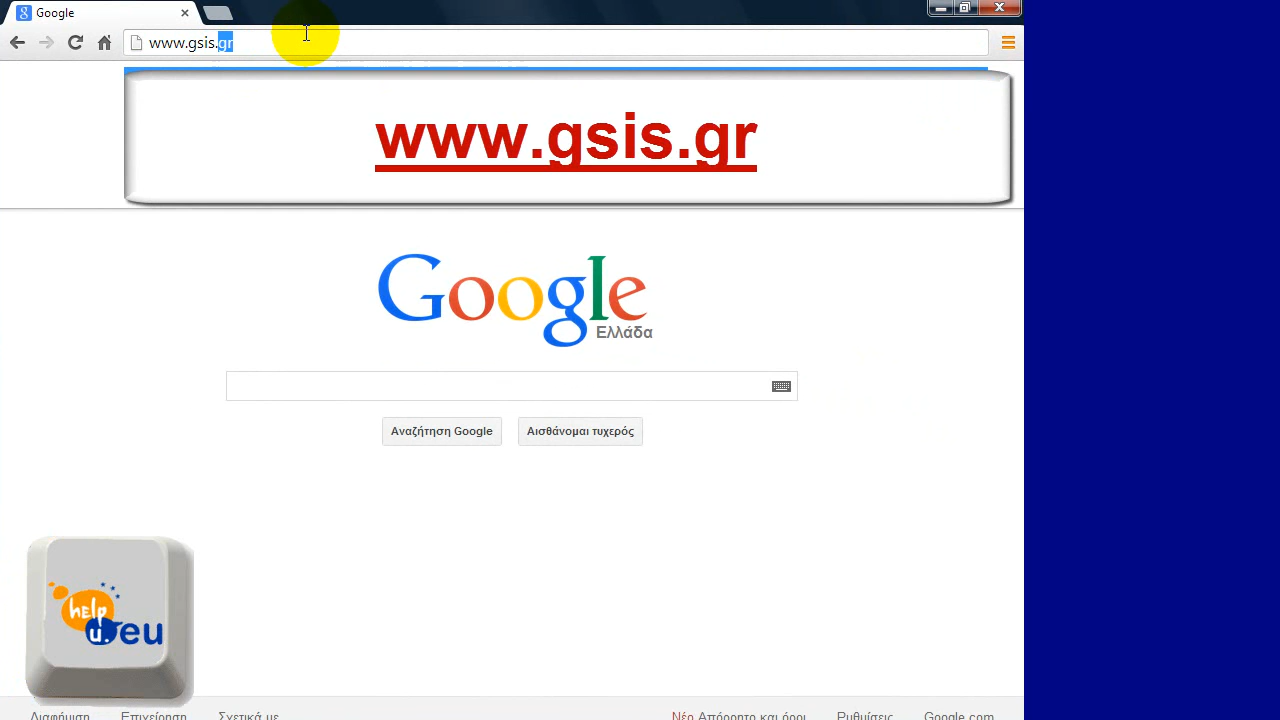 Google
www.gsis.gr
www.gsis.gr
Google
Ελλάδα
Αναζήτηση Google
Αισθάνομαι τυχερός
help
u.eu
Διαφήμιση Επιχείρηση Σχετικά με Νέο Απόρρητο και όροι Ρυθμίσεις Google.com